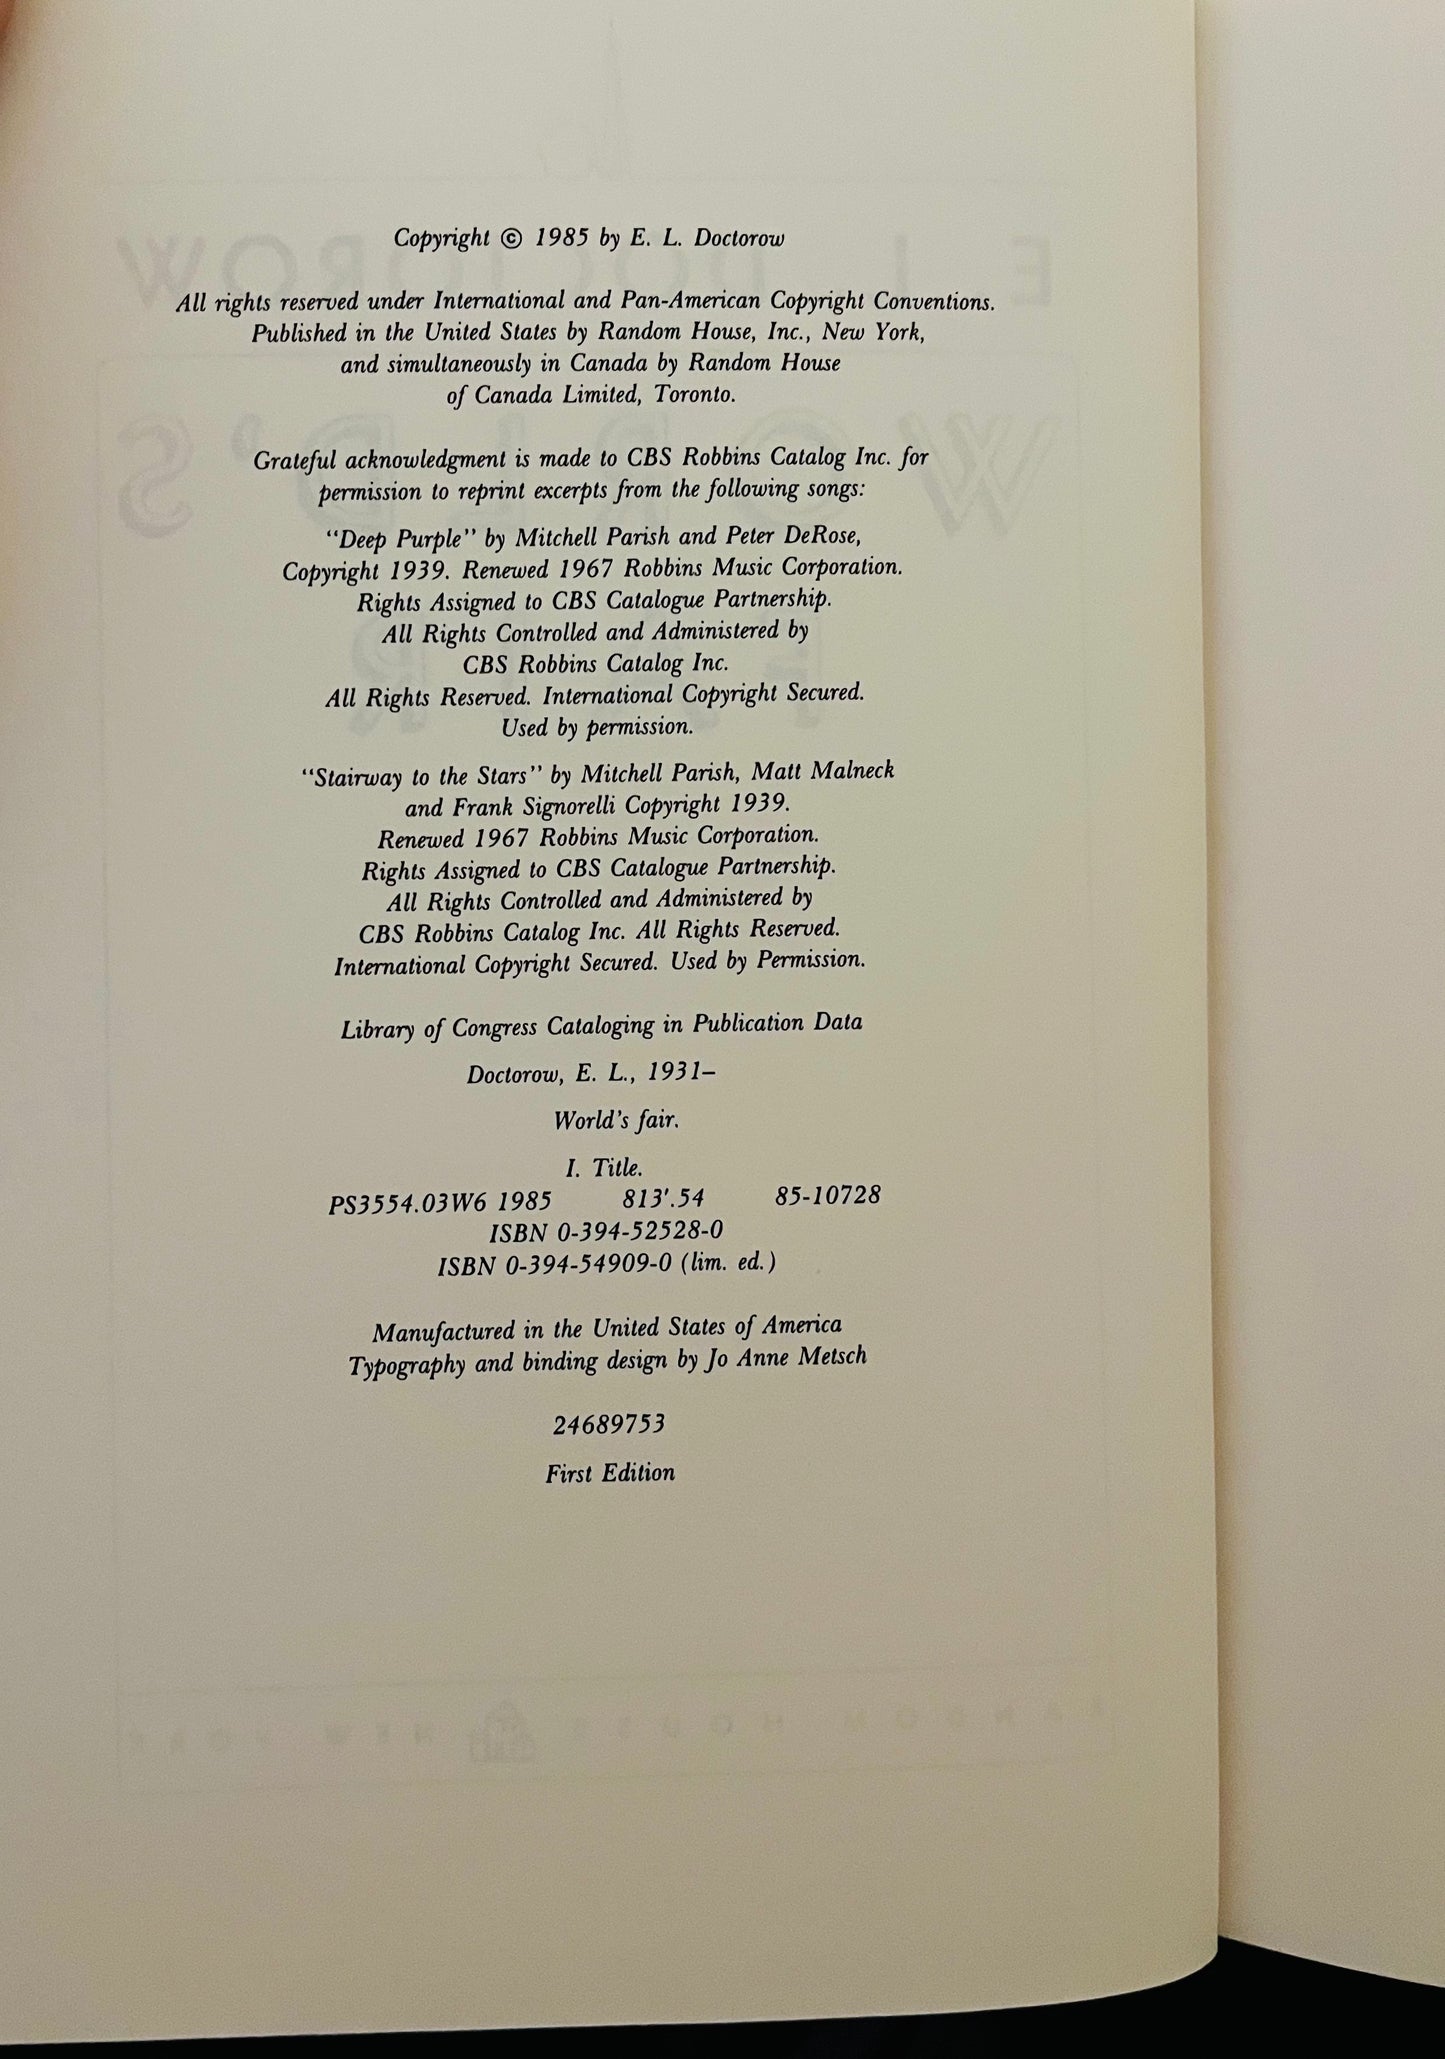 Copyright © 1985 by E. L. Doctorow
All rights reserved under International and Pan-American Copyright Conventions.
Published in the United States by Random House, Inc., New York,
and simultaneously in Canada by Random House
of Canada Limited, Toronto.
Grateful acknowledgment is made to CBS Robbins Catalog Inc. for
permission to reprint excerpts from the following songs:
“Deep Purple” by Mitchell Parish and Peter DeRose,
Copyright 1939. Renewed 1967 Robbins Music Corporation.
Rights Assigned to CBS Catalogue Partnership.
All Rights Controlled and Administered by
CBS Robbins Catalog Inc.
All Rights Reserved. International Copyright Secured.
Used by permission.
“Stairway to the Stars” by Mitchell Parish, Matt Malneck
and Frank Signorelli Copyright 1939.
Renewed 1967 Robbins Music Corporation.
Rights Assigned to CBS Catalogue Partnership.
All Rights Controlled and Administered by
CBS Robbins Catalog Inc. All Rights Reserved.
International Copyright Secured. Used by Permission.
Library of Congress Cataloging in Publication Data
Doctorow, E. L., 1931–
World's fair.
I. Title.
PS3554.03W6 1985 813'.54 85-10728
ISBN 0-394-52528-0
ISBN 0-394-54909-0 (lim. ed.)
Manufactured in the United States of America
Typography and binding design by Jo Anne Metsch
24689753
First Edition